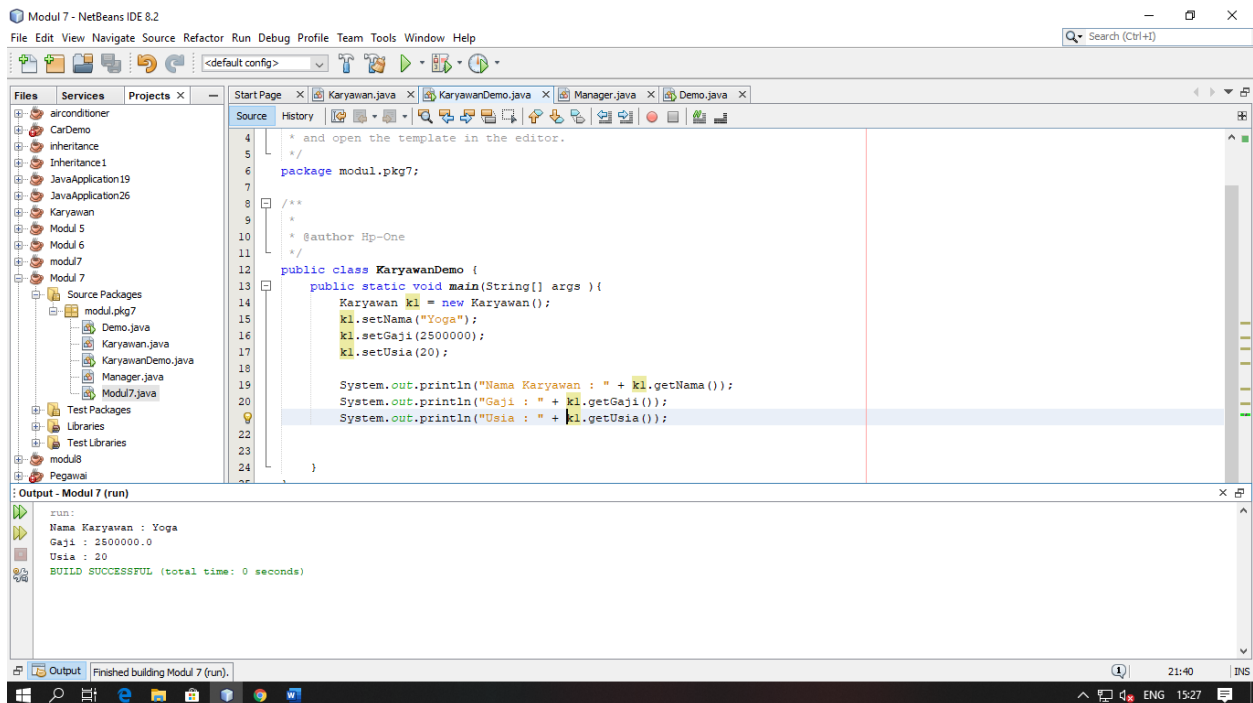 Modul 7 - NetBeans IDE 8.2
File Edit View Navigate Source Refactor Run Debug Profile Team Tools Window Help
Search (Ctrl+I)
<default config>
Files Services Projects
Start Page Karyawan.java KaryawanDemo.java Manager.java Demo.java
Source History
airconditioner
CarDemo
inheritance
Inheritance1
JavaApplication19
JavaApplication26
Karyawan
Modul 5
Modul 6
modul7
Modul 7
Source Packages
modul.pkg7
Demo.java
Karyawan.java
KaryawanDemo.java
Manager.java
Modul7.java
Test Packages
Libraries
Test Libraries
modul8
Pegawai
4 * and open the template in the editor.
5 */
6 package modul.pkg7;
7
8 /**
9 *
10 * @author Hp-One
11 */
12 public class KaryawanDemo {
13 public static void main(String[] args ){
14 Karyawan k1 = new Karyawan();
15 k1.setNama("Yoga");
16 k1.setGaji(2500000);
17 k1.setUsia(20);
18
19 System.out.println("Nama Karyawan : " + k1.getNama());
20 System.out.println("Gaji : " + k1.getGaji());
System.out.println("Usia : " + k1.getUsia());
22
23
24 }
Output - Modul 7 (run)
run:
Nama Karyawan : Yoga
Gaji : 2500000.0
Usia : 20
BUILD SUCCESSFUL (total time: 0 seconds)
Output Finished building Modul 7 (run).
1 21:40 INS
ENG 15:27